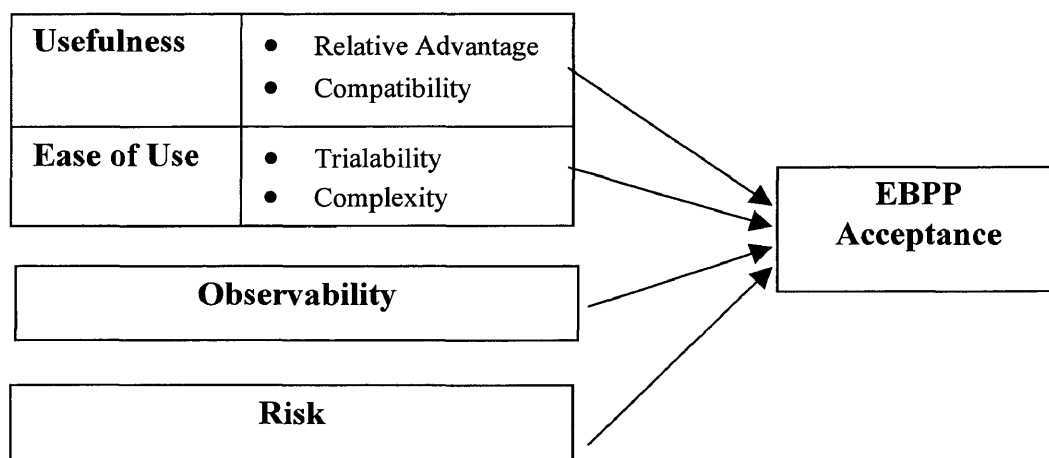 Usefulness
• Relative Advantage
• Compatibility
Ease of Use
• Trialability
• Complexity
Observability
Risk
EBPP
Acceptance